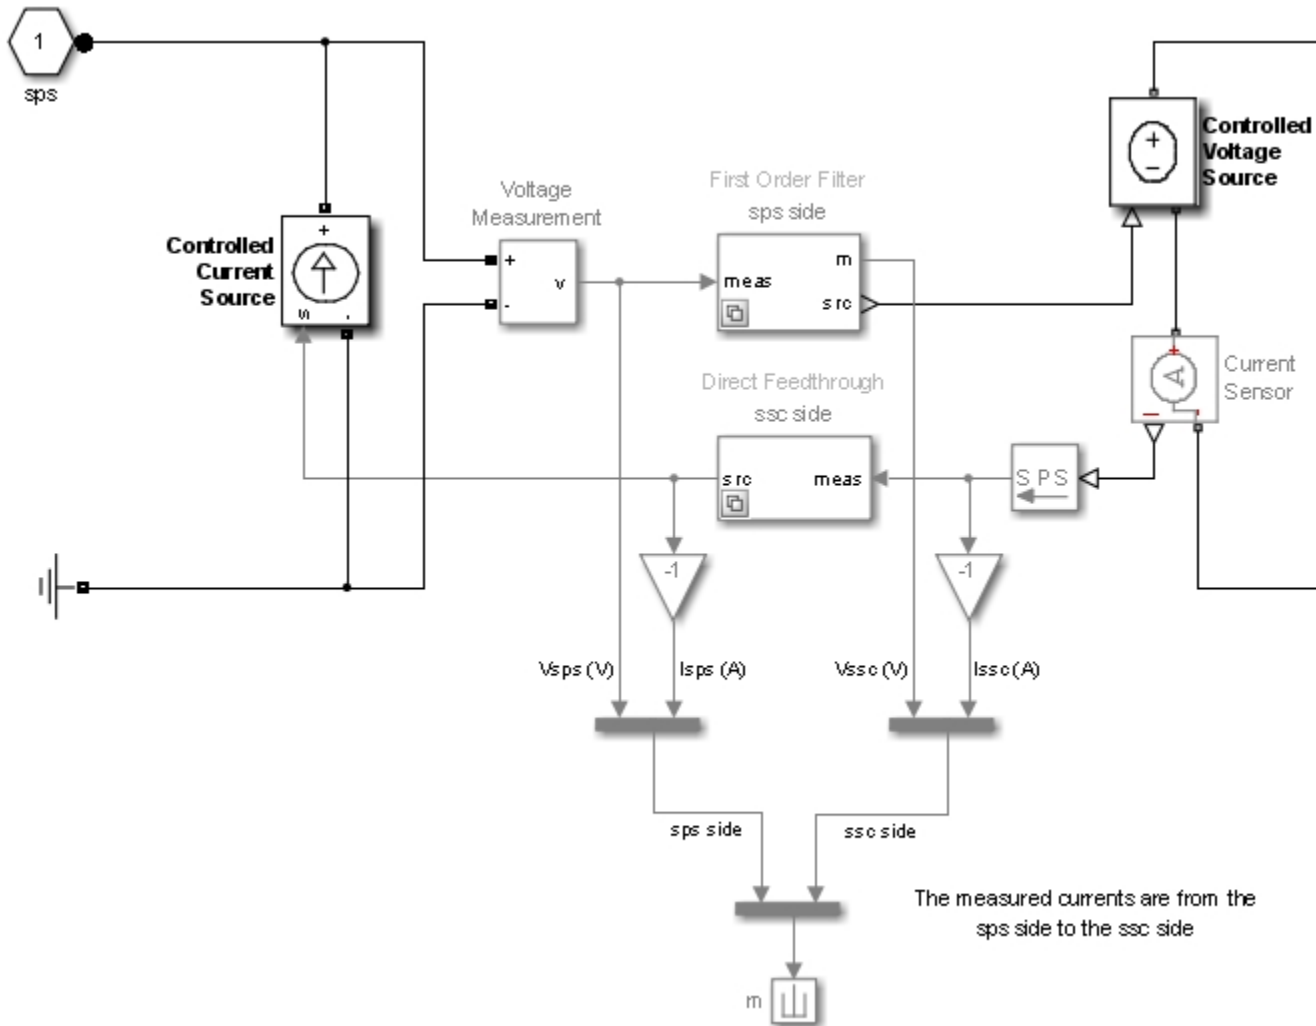 1
sps
Controlled
Current
Source
+
s
-
Voltage
Measurement
+
-
v
First Order Filter
sps side
meas
m
src
Controlled
Voltage
Source
+
−
Direct Feedthrough
ssc side
src
meas
S PS
Current
Sensor
+
A
−
-1
-1
Vsps (V)
Isps (A)
Vssc (V)
Issc (A)
sps side
ssc side
The measured currents are from the
sps side to the ssc side
m